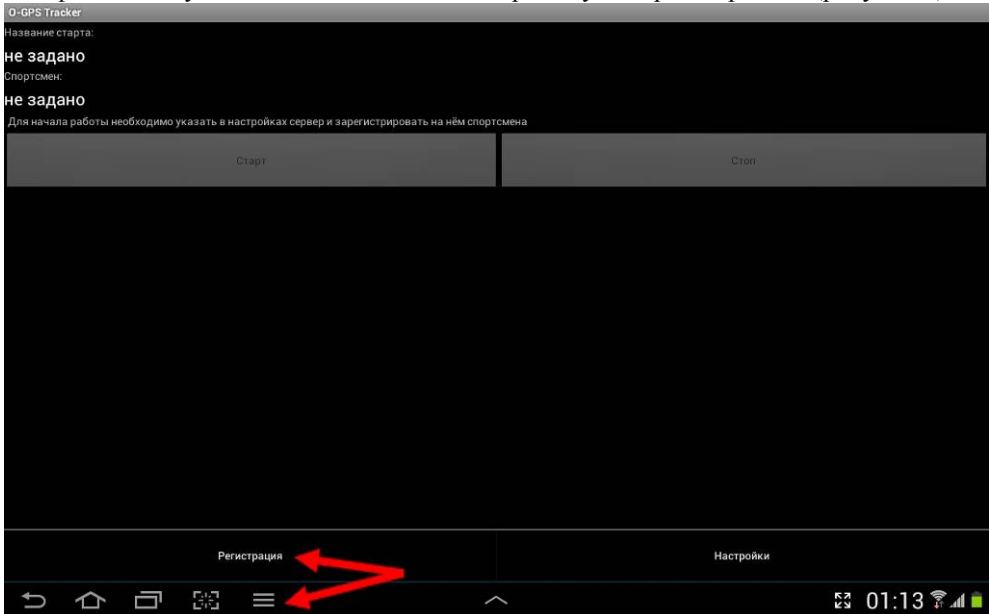 O-GPS Tracker
Название старта:
не задано
Спортсмен:
не задано
Для начала работы необходимо указать в настройках сервер и зарегистрировать на нём спортсмена
Старт Стоп
Регистрация Настройки
01:13